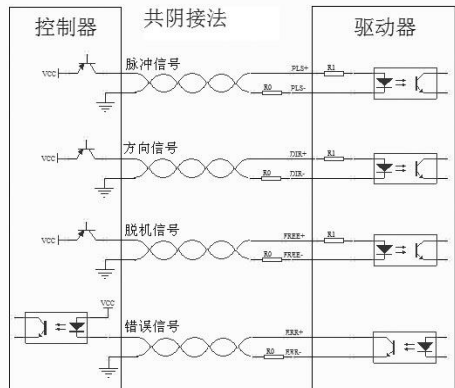 控制器
共阴接法
驱动器
脉冲信号
VCC
PLS+
R1
R0
PLS-
方向信号
VCC
DIR+
R1
R0
DIR-
脱机信号
VCC
FREE+
R1
R0
FREE-
VCC
错误信号
ERR+
R0
ERR-